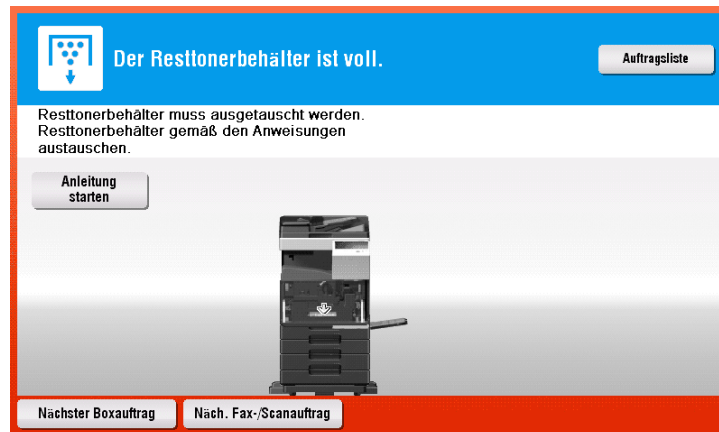 Der Resttonerbehälter ist voll.
Auftragsliste
Resttonerbehälter muss ausgetauscht werden.
Resttonerbehälter gemäß den Anweisungen
austauschen.
Anleitung
starten
Nächster Boxauftrag
Näch. Fax-/Scanauftrag